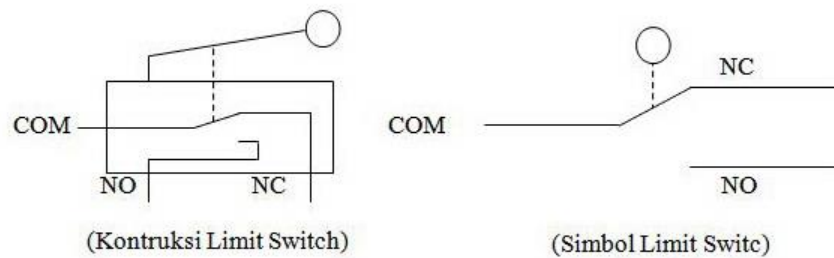 COM
NO
NC
(Kontruksi Limit Switch)
COM
NC
NO
(Simbol Limit Switc)